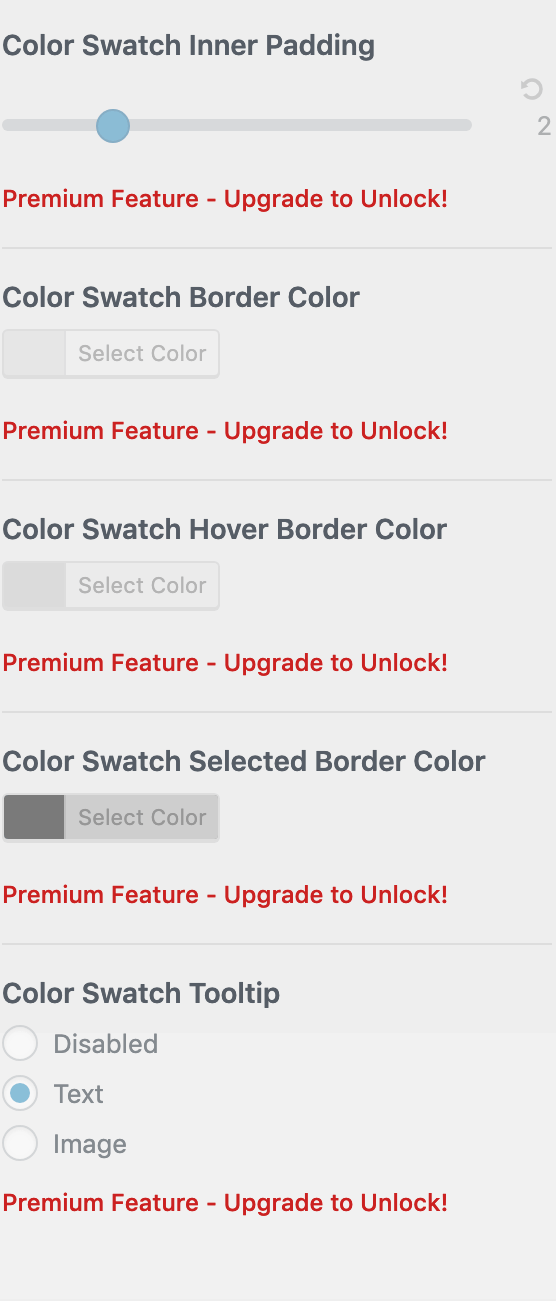 Color Swatch Inner Padding
2
Premium Feature - Upgrade to Unlock!
Color Swatch Border Color
Select Color
Premium Feature - Upgrade to Unlock!
Color Swatch Hover Border Color
Select Color
Premium Feature - Upgrade to Unlock!
Color Swatch Selected Border Color
Select Color
Premium Feature - Upgrade to Unlock!
Color Swatch Tooltip
Disabled
Text
Image
Premium Feature - Upgrade to Unlock!